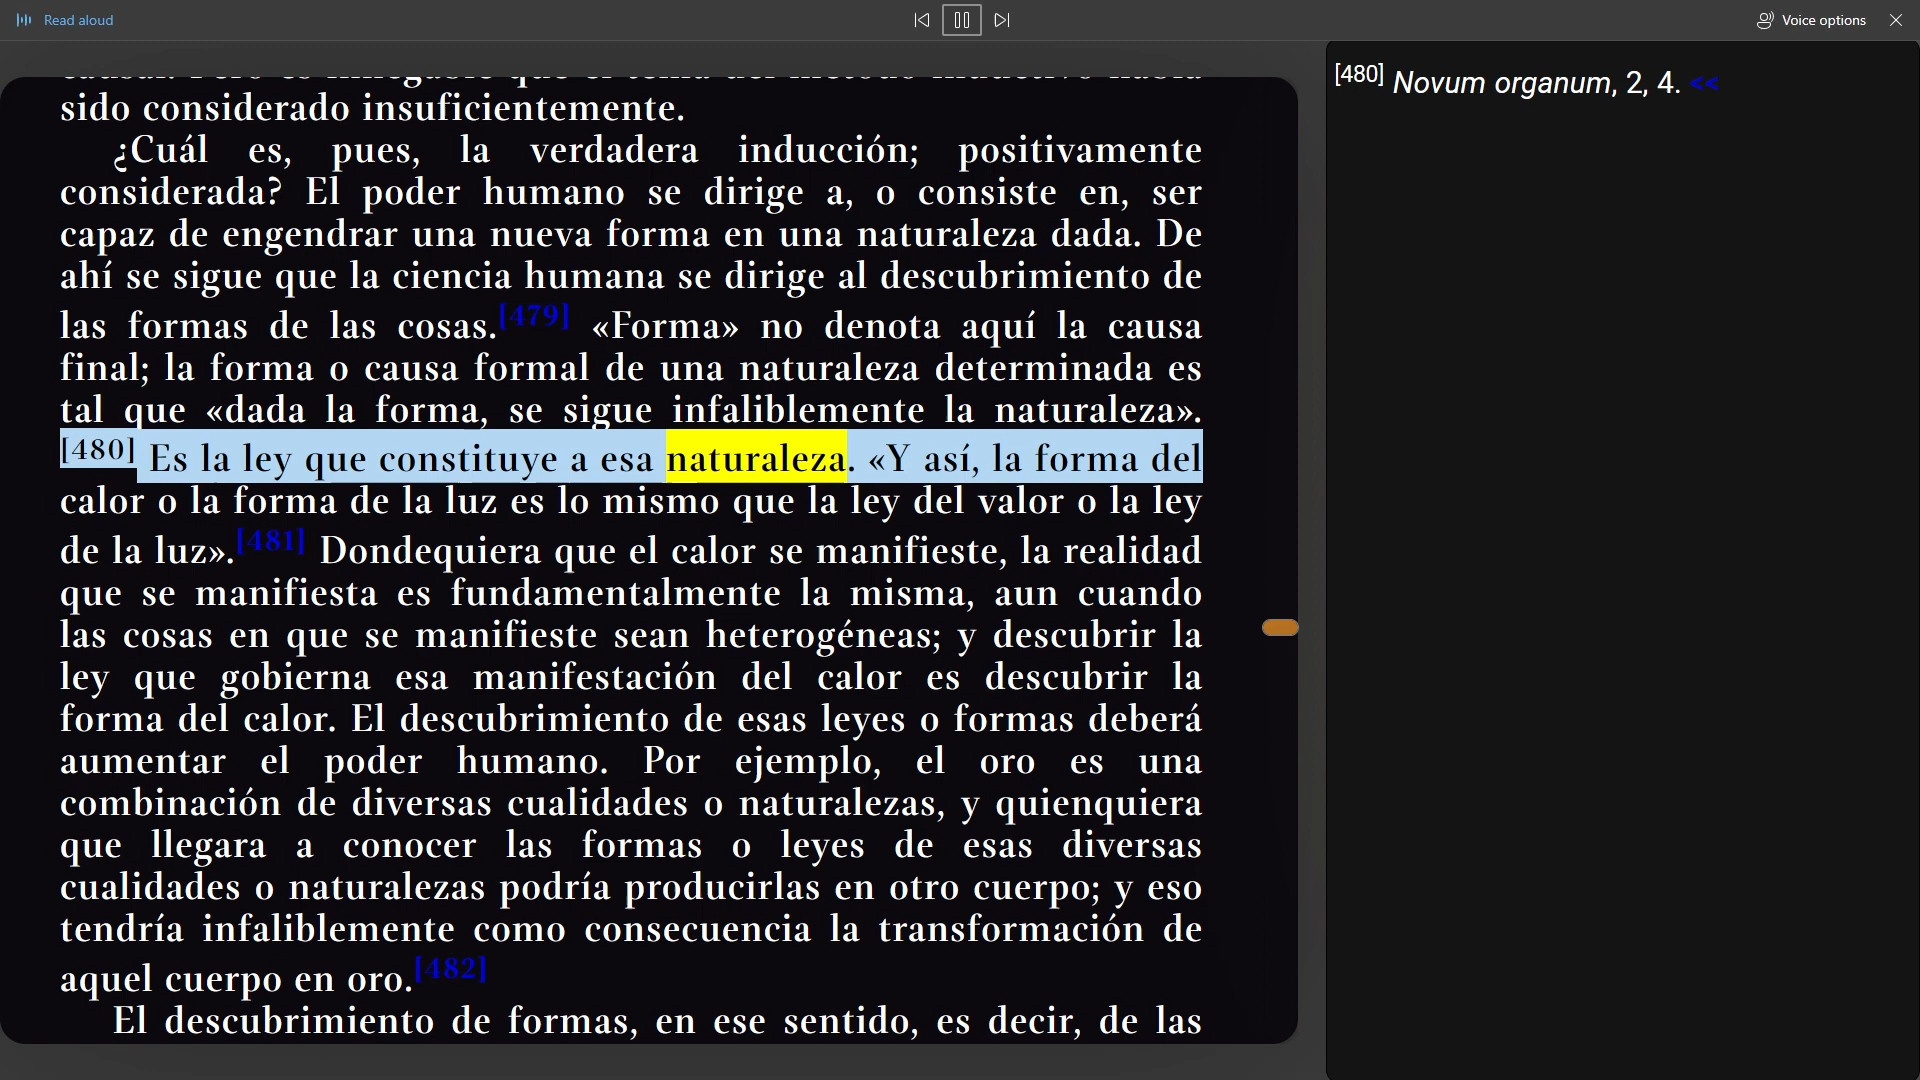 Read aloud
Voice options
sido considerado insuficientemente.
¿Cuál es, pues, la verdadera inducción; positivamente
considerada? El poder humano se dirige a, o consiste en, ser
capaz de engendrar una nueva forma en una naturaleza dada. De
ahí se sigue que la ciencia humana se dirige al descubrimiento de
las formas de las cosas.[479] «Forma» no denota aquí la causa
final; la forma o causa formal de una naturaleza determinada es
tal que «dada la forma, se sigue infaliblemente la naturaleza».
[480] Es la ley que constituye a esa naturaleza. «Y así, la forma del
calor o la forma de la luz es lo mismo que la ley del valor o la ley
de la luz».[481] Dondequiera que el calor se manifieste, la realidad
que se manifiesta es fundamentalmente la misma, aun cuando
las cosas en que se manifieste sean heterogéneas; y descubrir la
ley que gobierna esa manifestación del calor es descubrir la
forma del calor. El descubrimiento de esas leyes o formas deberá
aumentar el poder humano. Por ejemplo, el oro es una
combinación de diversas cualidades o naturalezas, y quienquiera
que llegara a conocer las formas o leyes de esas diversas
cualidades o naturalezas podría producirlas en otro cuerpo; y eso
tendría infaliblemente como consecuencia la transformación de
aquel cuerpo en oro.[482]
El descubrimiento de formas, en ese sentido, es decir, de las
[480] Novum organum, 2, 4. <<